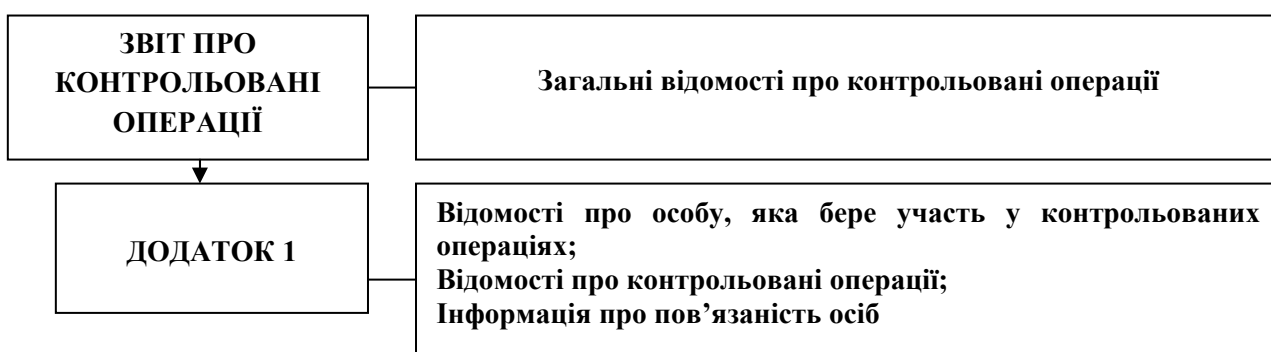 ЗВІТ ПРО
КОНТРОЛЬОВАНІ
ОПЕРАЦІЇ
Загальні відомості про контрольовані операції
ДОДАТОК 1
Відомості про особу, яка бере участь у контрольованих
операціях;
Відомості про контрольовані операції;
Інформація про пов’язаність осіб